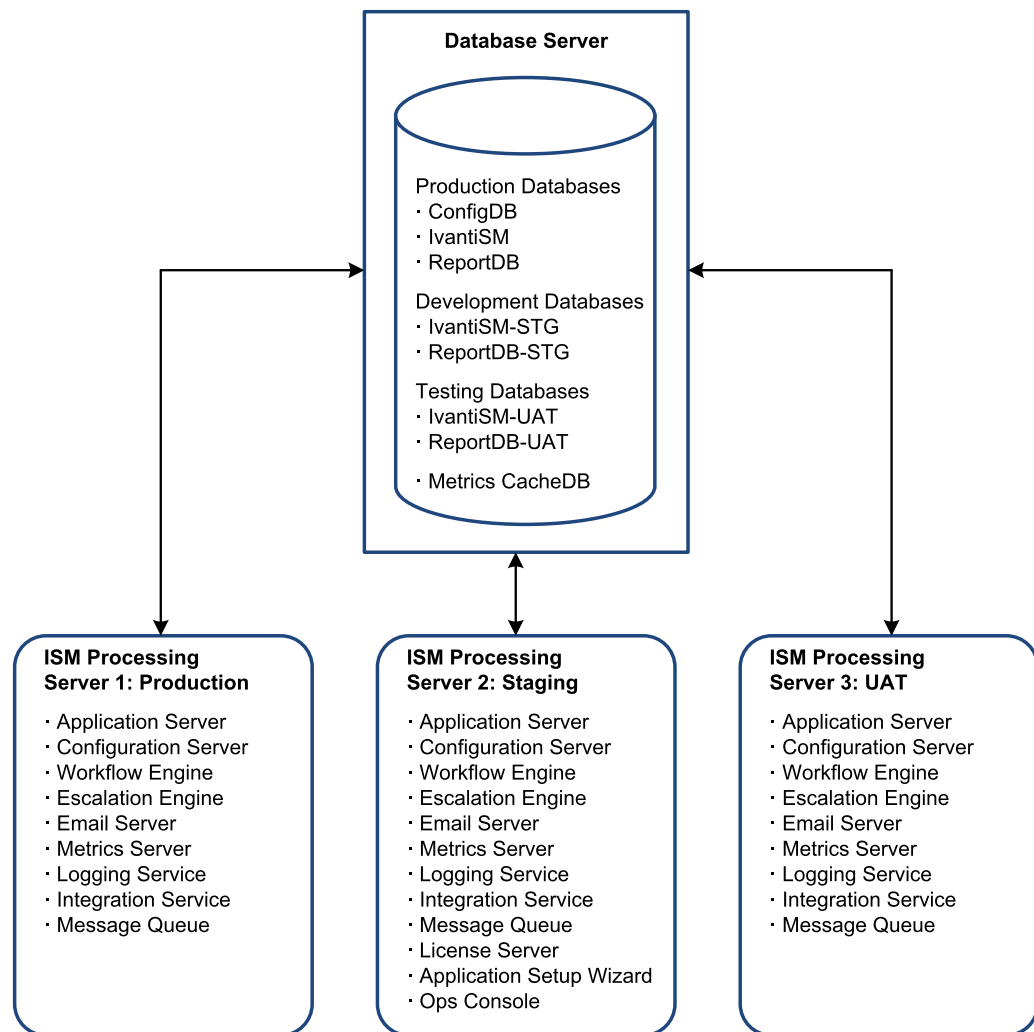 Database Server
Production Databases
· ConfigDB
· IvantiSM
· ReportDB
Development Databases
· IvantiSM-STG
· ReportDB-STG
Testing Databases
· IvantiSM-UAT
· ReportDB-UAT
· Metrics CacheDB
ISM Processing
Server 1: Production
· Application Server
· Configuration Server
· Workflow Engine
· Escalation Engine
· Email Server
· Metrics Server
· Logging Service
· Integration Service
· Message Queue
ISM Processing
Server 2: Staging
· Application Server
· Configuration Server
· Workflow Engine
· Escalation Engine
· Email Server
· Metrics Server
· Logging Service
· Integration Service
· Message Queue
· License Server
· Application Setup Wizard
· Ops Console
ISM Processing
Server 3: UAT
· Application Server
· Configuration Server
· Workflow Engine
· Escalation Engine
· Email Server
· Metrics Server
· Logging Service
· Integration Service
· Message Queue